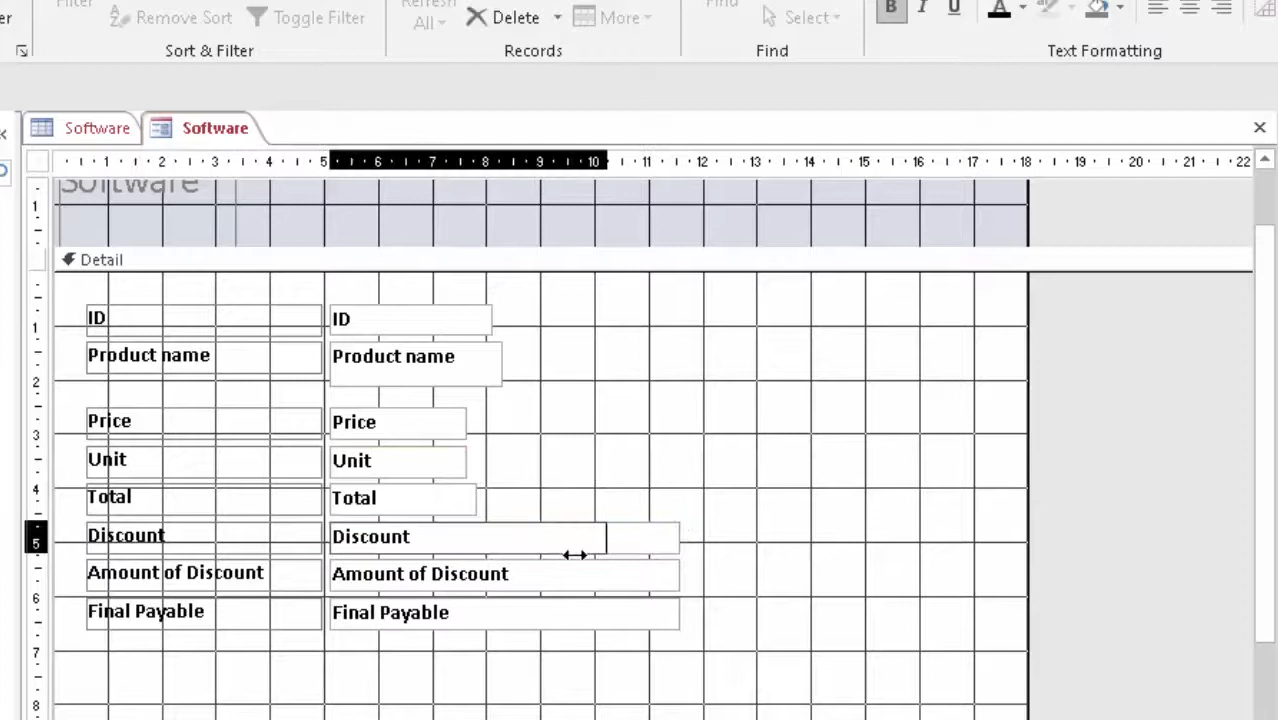 Filter Remove Sort Toggle Filter Refresh All Delete More Find Select B I U A
Sort & Filter Records Find Text Formatting
Software Software
1 2 3 4 5 6 7 8 9 10 11 12 13 14 15 16 17 18 19 20 21 22
Software
1
Detail
ID ID
1
Product name Product name
2
Price Price
3
Unit Unit
4
Total Total
Discount Discount
5
Amount of Discount Amount of Discount
6
Final Payable Final Payable
7
8